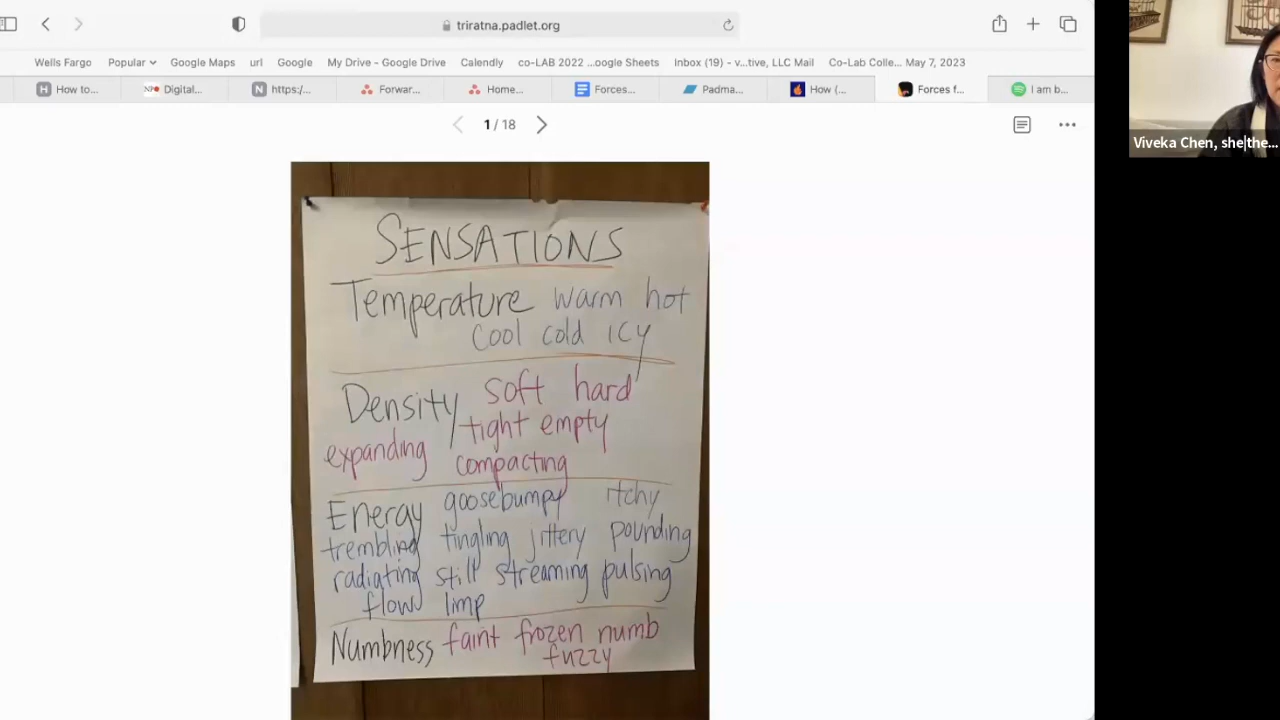 triratna.padlet.org
Wells Fargo Popular Google Maps url Google My Drive - Google Drive Calendly co-LAB 2022 ...oogle Sheets Inbox (19) - v...tive, LLC Mail Co-Lab Colle... May 7, 2023
How to... Digital... https:/... Forwar... Home... Forces... Padma... How (... Forces f... I am b...
1 / 18
Viveka Chen, she|the...
SENSATIONS
Temperature warm hot
cool cold icy
Density soft hard
tight empty
expanding compacting
Energy goosebumpy itchy
trembling tingling jittery pounding
radiating still streaming pulsing
flow limp
Numbness faint frozen numb
fuzzy